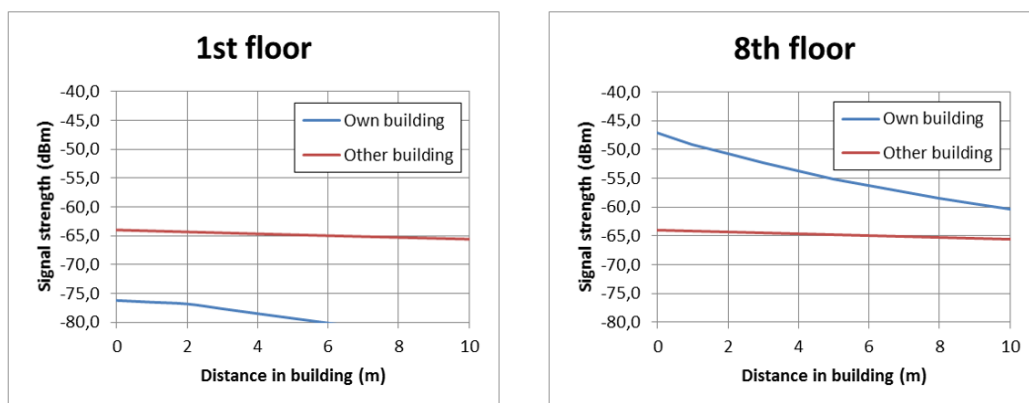 1st floor
Signal strength (dBm)
-40,0
-45,0
-50,0
-55,0
-60,0
-65,0
-70,0
-75,0
-80,0
Own building
Other building
0 2 4 6 8 10
Distance in building (m)
8th floor
Signal strength (dBm)
-40,0
-45,0
-50,0
-55,0
-60,0
-65,0
-70,0
-75,0
-80,0
Own building
Other building
0 2 4 6 8 10
Distance in building (m)